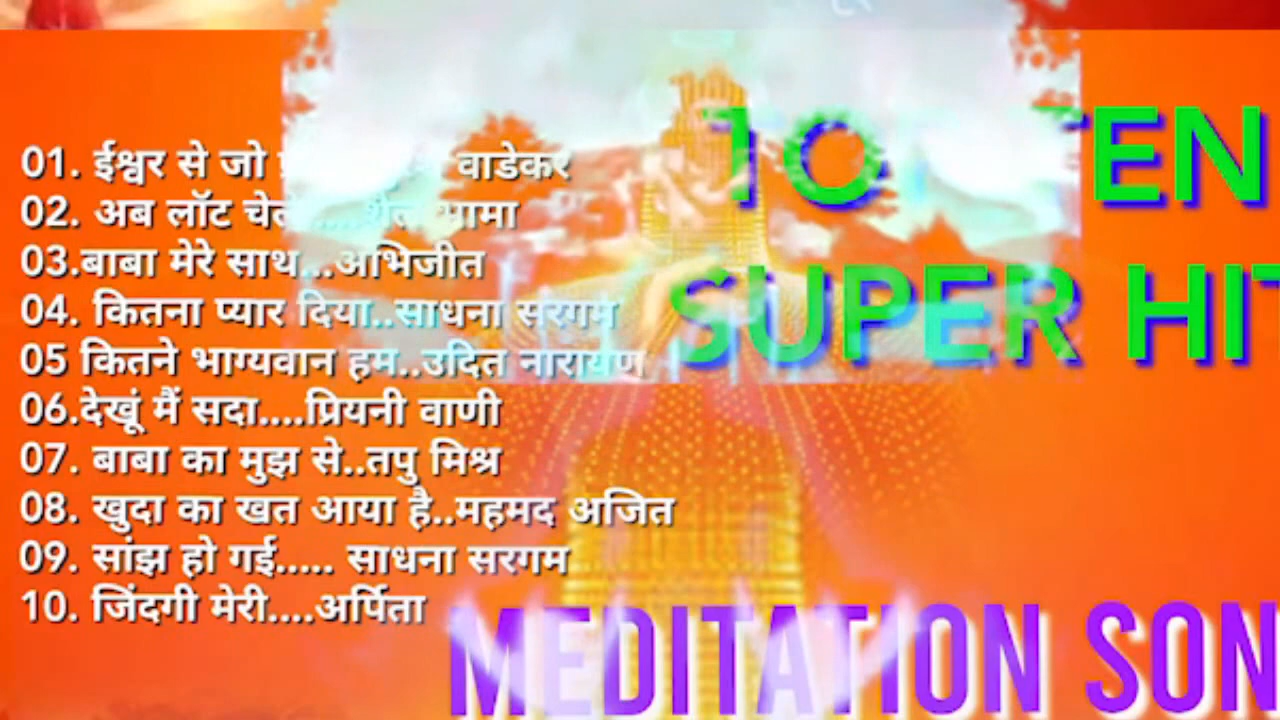 01. ईश्वर से जो वाडेकर
02. अब लॉट
03.बाबा मेरे साथ...अभिजीत
04. कितना प्यार दिया..साधना सरगम
05 कितने भाग्यवान हम..उदित नारायण
06.देखूं मैं सदा....प्रियनी वाणी
07. बाबा का मुझ से..तपु मिश्र
08. खुदा का खत आया है..महमद अजित
09. सांझ हो गई..... साधना सरगम
10. जिंदगी मेरी....अर्पिता
10 TEN
SUPER HIT
MEDITATION SON